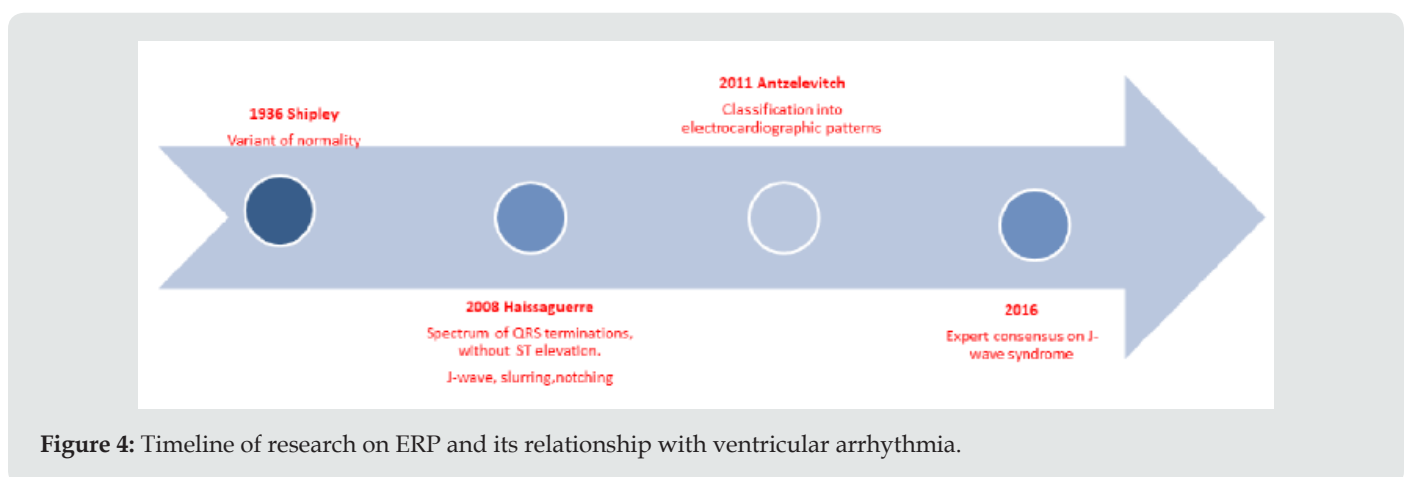 1936 Shipley
Variant of normality
2008 Haissaguerre
Spectrum of QRS terminations,
without ST elevation.
J-wave, slurring,notching
2011 Antzelevitch
Classification into
electrocardiographic patterns
2016
Expert consensus on J-
wave syndrome
Figure 4: Timeline of research on ERP and its relationship with ventricular arrhythmia.